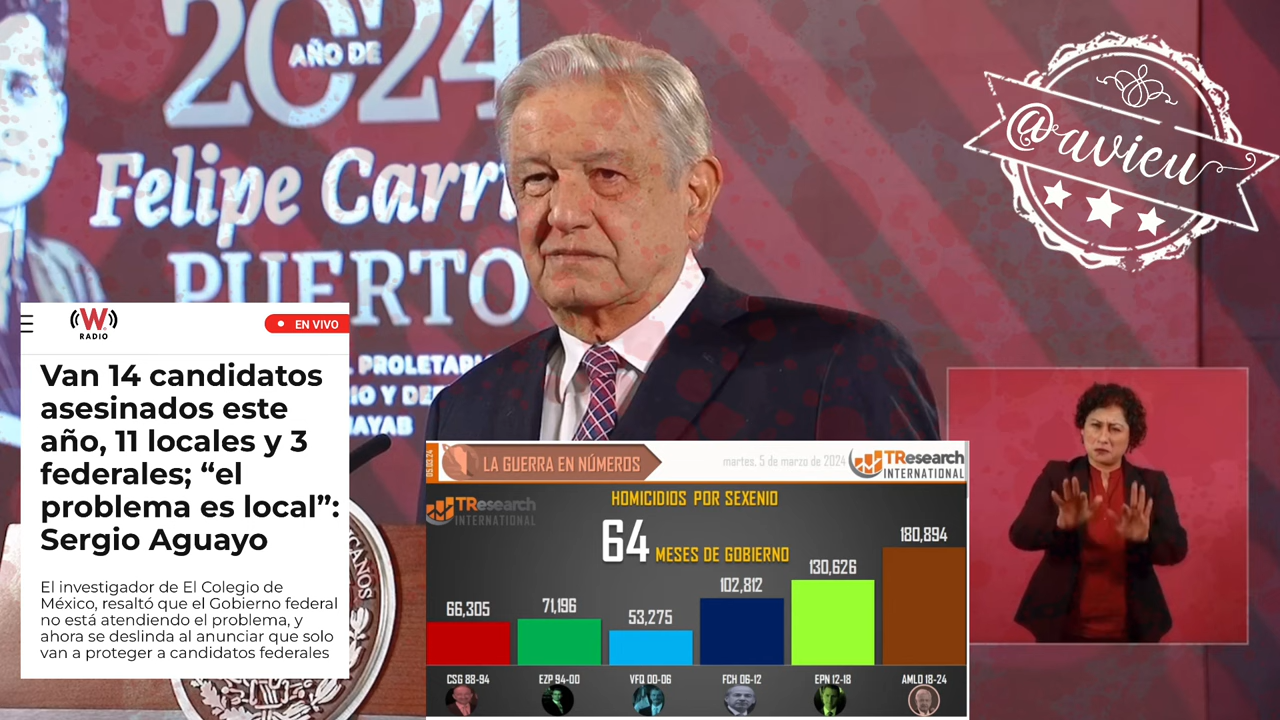 2024
AÑO DE
Felipe Carr
PUERTO
PROLETARI
IO Y DE
AYAB
@avieu
W
RADIO
EN VIVO
Van 14 candidatos
asesinados este
año, 11 locales y 3
federales; “el
problema es local”:
Sergio Aguayo
El investigador de El Colegio de
México, resaltó que el Gobierno federal
no está atendiendo el problema, y
ahora se deslinda al anunciar que solo
van a proteger a candidatos federales
CANOS
05.03.24
LA GUERRA EN NÚMEROS
martes, 5 de marzo de 2024
TResearch
INTERNATIONAL
TResearch
INTERNATIONAL
HOMICIDIOS POR SEXENIO
64 MESES DE GOBIERNO
66,305
71,196
53,275
102,812
130,626
180,894
CSG 88-94
EZP 94-00
VFQ 00-06
FCH 06-12
EPN 12-18
AMLO 18-24